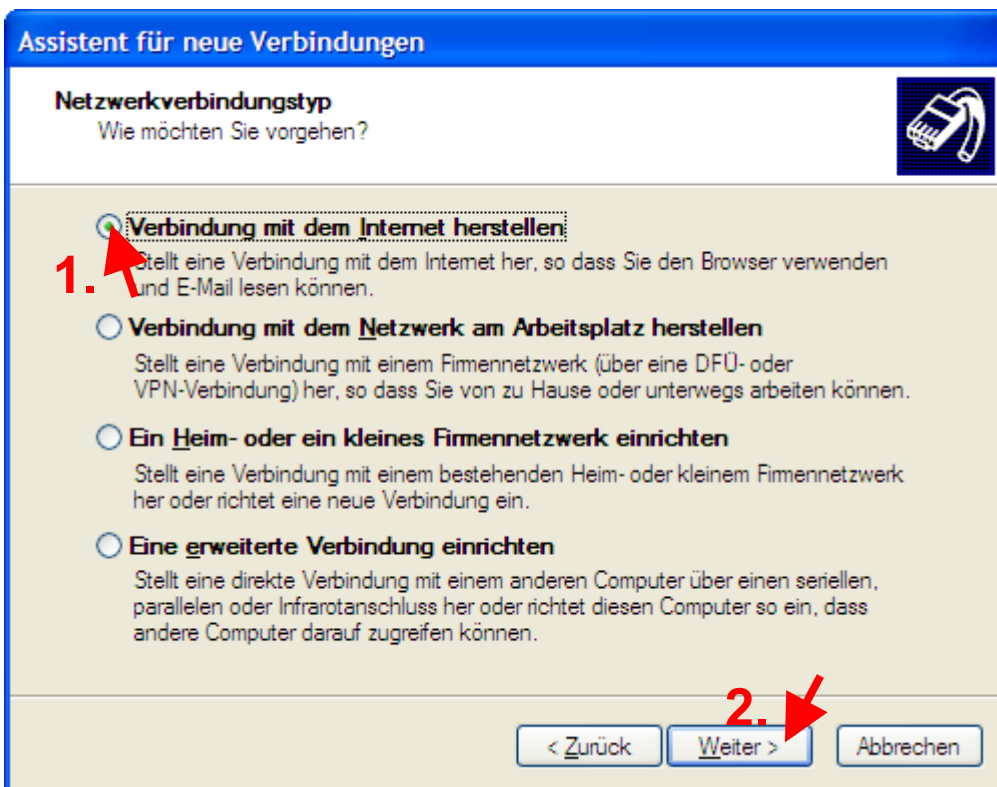 Assistent für neue Verbindungen
Netzwerkverbindungstyp
Wie möchten Sie vorgehen?
Verbindung mit dem Internet herstellen
1.
Stellt eine Verbindung mit dem Internet her, so dass Sie den Browser verwenden
und E-Mail lesen können.
Verbindung mit dem Netzwerk am Arbeitsplatz herstellen
Stellt eine Verbindung mit einem Firmennetzwerk (über eine DFÜ- oder
VPN-Verbindung) her, so dass Sie von zu Hause oder unterwegs arbeiten können.
Ein Heim- oder ein kleines Firmennetzwerk einrichten
Stellt eine Verbindung mit einem bestehenden Heim- oder kleinem Firmennetzwerk
her oder richtet eine neue Verbindung ein.
Eine erweiterte Verbindung einrichten
Stellt eine direkte Verbindung mit einem anderen Computer über einen seriellen,
parallelen oder Infrarotanschluss her oder richtet diesen Computer so ein, dass
andere Computer darauf zugreifen können.
2.
< Zurück Weiter > Abbrechen